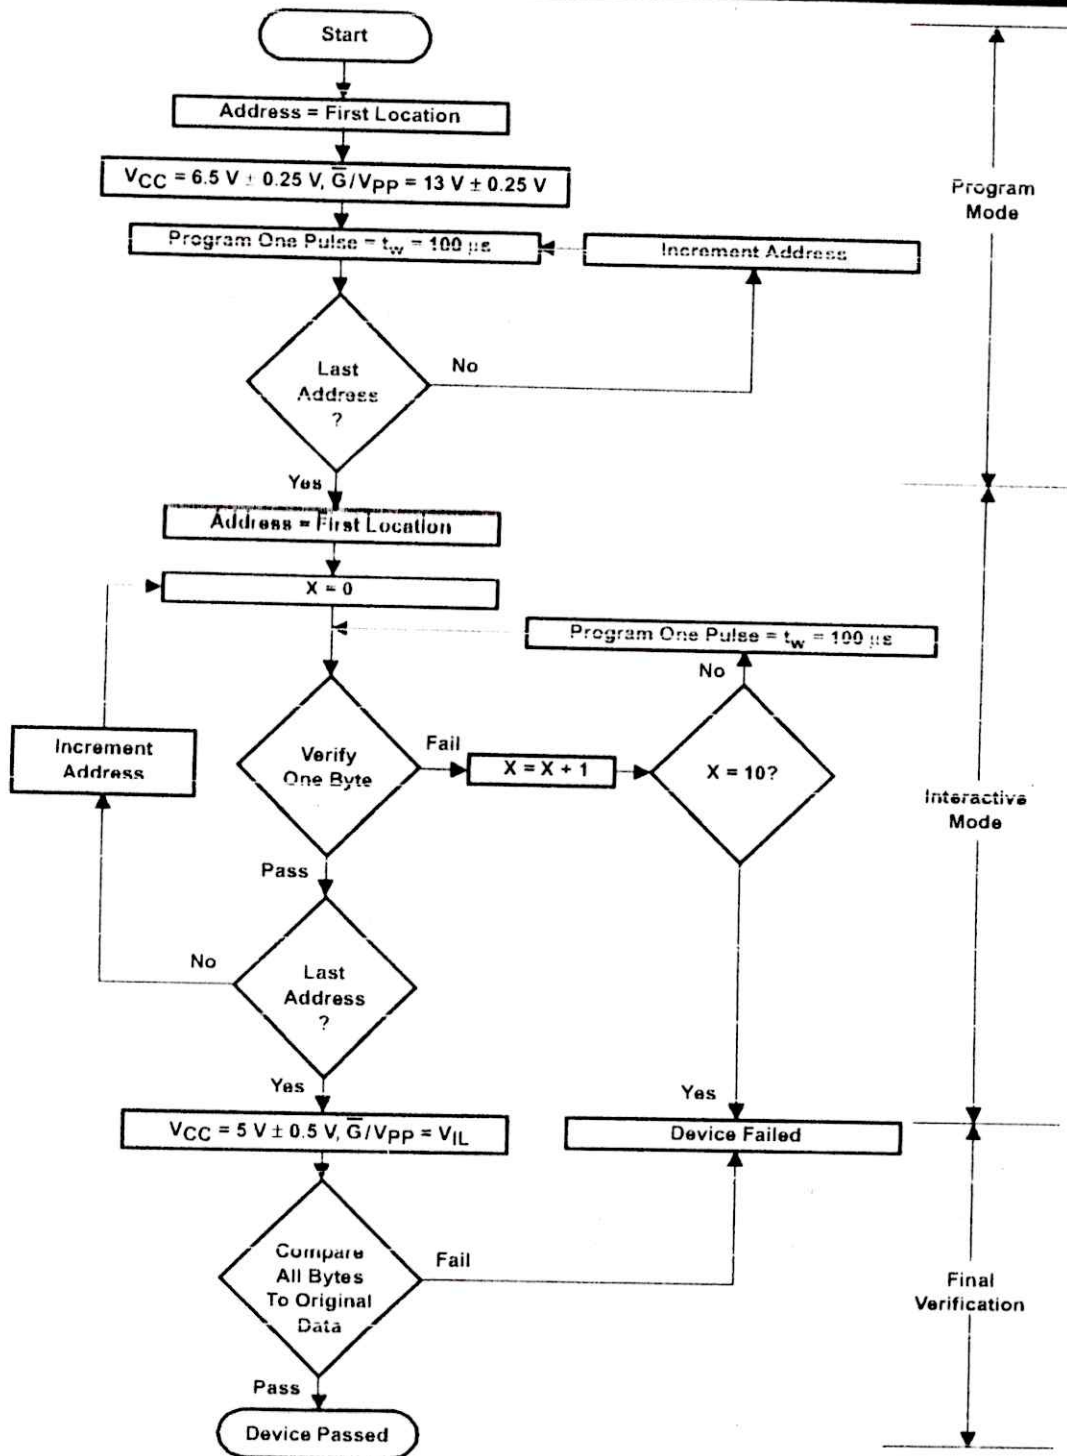 Start
Address = First Location
VCC = 6.5 V ± 0.25 V, G̅/VPP = 13 V ± 0.25 V
Program
Mode
Program One Pulse = tw = 100 µs
Increment Address
Last
Address
?
No
Yes
Address = First Location
X = 0
Program One Pulse = tw = 100 µs
No
Increment
Address
Verify
One Byte
Fail
X = X + 1
X = 10?
Interactive
Mode
Pass
No
Last
Address
?
Yes
Yes
VCC = 5 V ± 0.5 V, G̅/VPP = VIL
Device Failed
Compare
All Bytes
To Original
Data
Fail
Final
Verification
Pass
Device Passed